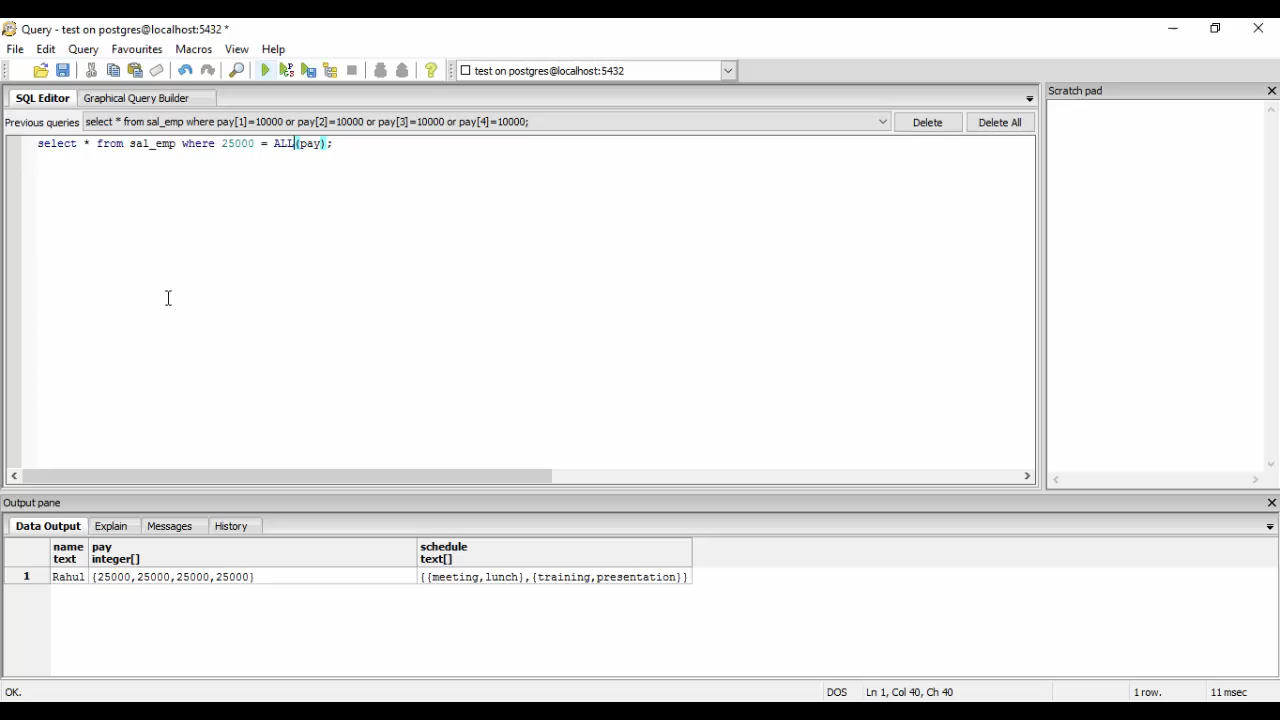 Query - test on postgres@localhost:5432 *
File Edit Query Favourites Macros View Help
test on postgres@localhost:5432
SQL Editor Graphical Query Builder Scratch pad
Previous queries select * from sal_emp where pay[1]=10000 or pay[2]=10000 or pay[3]=10000 or pay[4]=10000; Delete Delete All
select * from sal_emp where 25000 = ALL(pay);
Output pane
Data Output Explain Messages History
name pay schedule
text integer[] text[]
1 Rahul {25000,25000,25000,25000} {{meeting,lunch},{training,presentation}}
OK. DOS Ln 1, Col 40, Ch 40 1 row. 11 msec